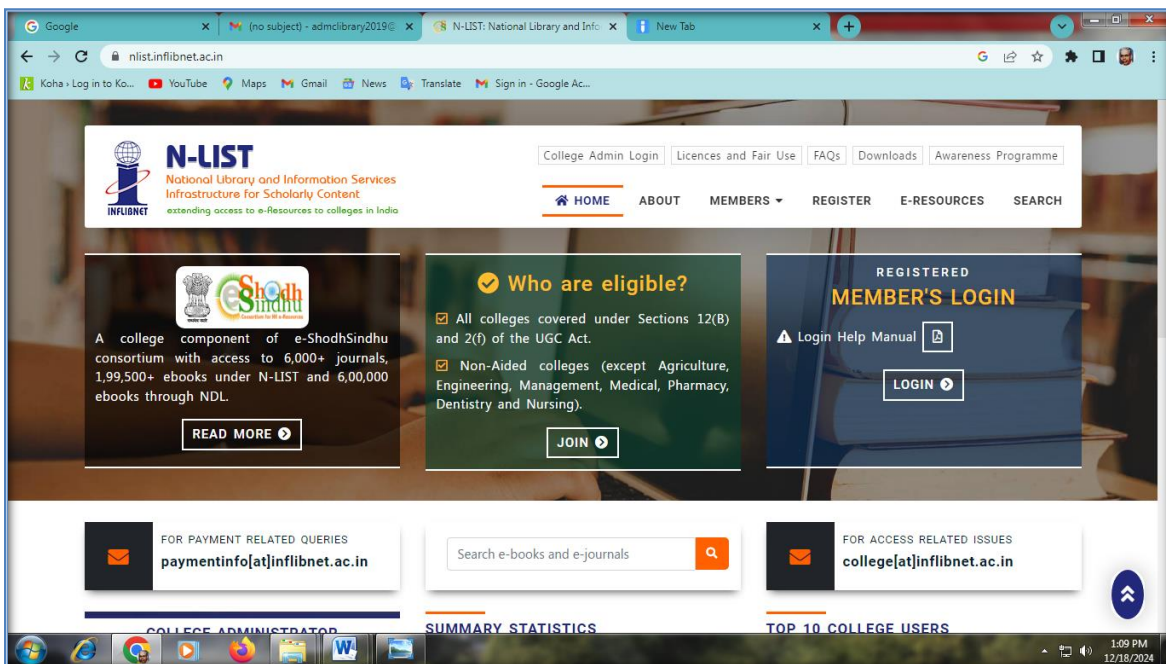 Google
(no subject) - admclibrary2019@
N-LIST: National Library and Info
New Tab
nlist.inflibnet.ac.in
Koha › Log in to Ko...
YouTube
Maps
Gmail
News
Translate
Sign in - Google Ac...
INFLIBNET
N-LIST
National Library and Information Services
Infrastructure for Scholarly Content
extending access to e-Resources to colleges in India
College Admin Login
Licences and Fair Use
FAQs
Downloads
Awareness Programme
HOME
ABOUT
MEMBERS
REGISTER
E-RESOURCES
SEARCH
e-Shodh
Sindhu
A college component of e-ShodhSindhu
consortium with access to 6,000+ journals,
1,99,500+ ebooks under N-LIST and 6,00,000
ebooks through NDL.
READ MORE
Who are eligible?
All colleges covered under Sections 12(B)
and 2(f) of the UGC Act.
Non-Aided colleges (except Agriculture,
Engineering, Management, Medical, Pharmacy,
Dentistry and Nursing).
JOIN
REGISTERED
MEMBER'S LOGIN
Login Help Manual
LOGIN
FOR PAYMENT RELATED QUERIES
paymentinfo[at]inflibnet.ac.in
Search e-books and e-journals
FOR ACCESS RELATED ISSUES
college[at]inflibnet.ac.in
COLLEGE ADMINISTRATOR
SUMMARY STATISTICS
TOP 10 COLLEGE USERS
1:09 PM
12/18/2024